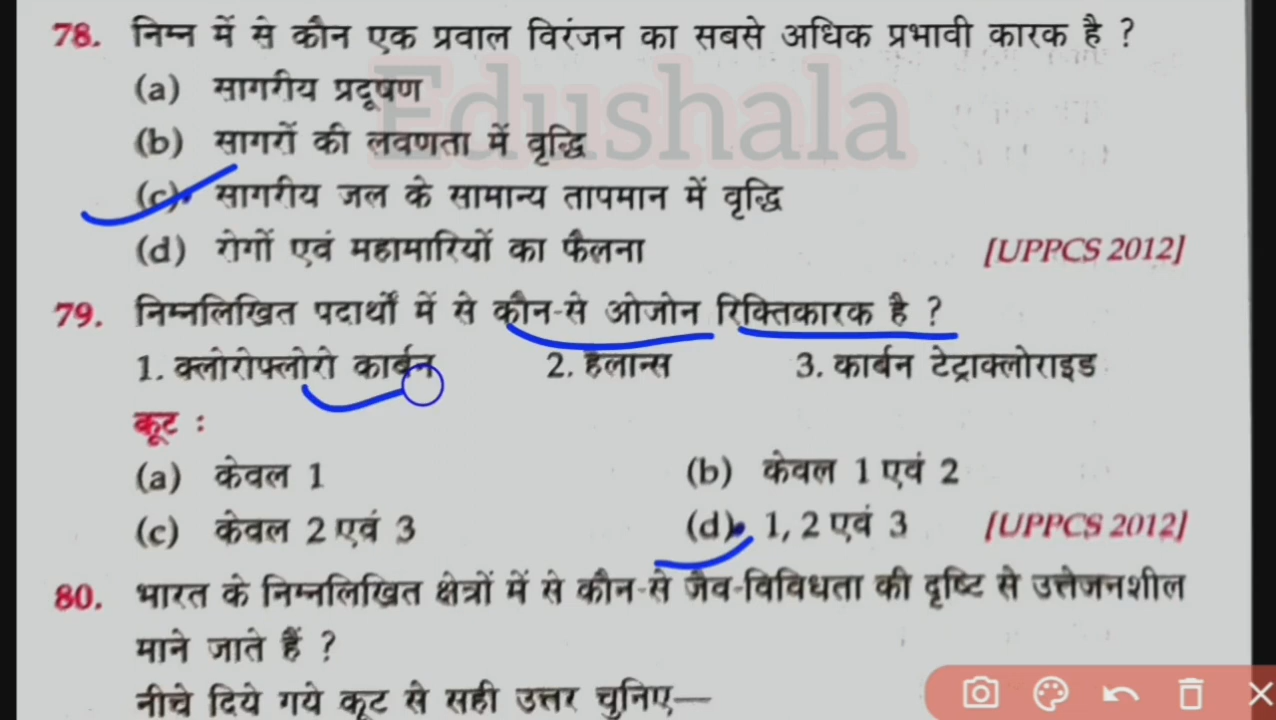 78. निम्न में से कौन एक प्रवाल विरंजन का सबसे अधिक प्रभावी कारक है ?
Edushala
(a) सागरीय प्रदूषण
(b) सागरों की लवणता में वृद्धि
(c) सागरीय जल के सामान्य तापमान में वृद्धि
(d) रोगों एवं महामारियों का फैलना [UPPCS 2012]
79. निम्नलिखित पदार्थों में से कौन-से ओजोन रिक्तिकारक है ?
1. क्लोरोफ्लोरो कार्बन 2. हैलान्स 3. कार्बन टेट्राक्लोराइड
कूट :
(a) केवल 1 (b) केवल 1 एवं 2
(c) केवल 2 एवं 3 (d) 1, 2 एवं 3 [UPPCS 2012]
80. भारत के निम्नलिखित क्षेत्रों में से कौन-से जैव-विविधता की दृष्टि से उत्तेजनशील
माने जाते हैं ?
नीचे दिये गये कूट से सही उत्तर चुनिए—